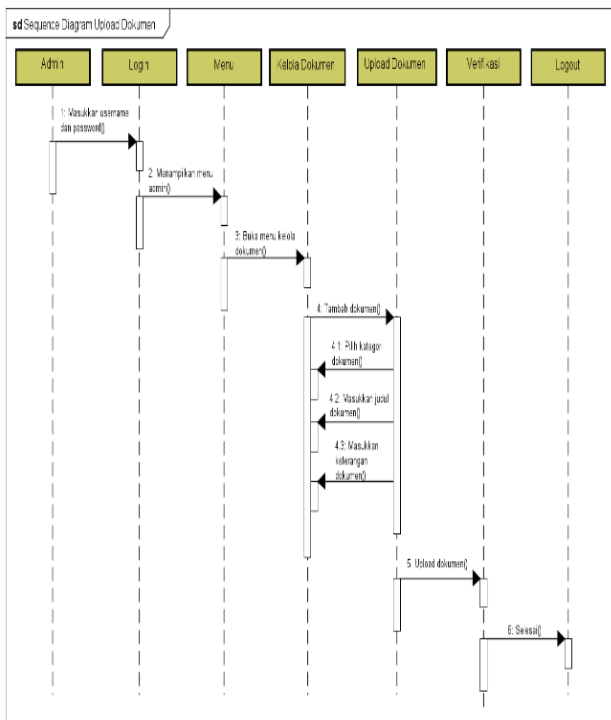 sd Sequence Diagram Upload Dokumen
Admin
Login
Menu
Kelola Dokumen
Upload Dokumen
Verifikasi
Logout
1: Masukkan username
dan password()
2: Menampilkan menu
admin()
3: Buka menu kelola
dokumen()
4: Tambah dokumen()
4.1: Pilih kategori
dokumen()
4.2: Masukkan judul
dokumen()
4.3: Masukkan
keterangan
dokumen()
5: Upload dokumen()
6: Selesai()